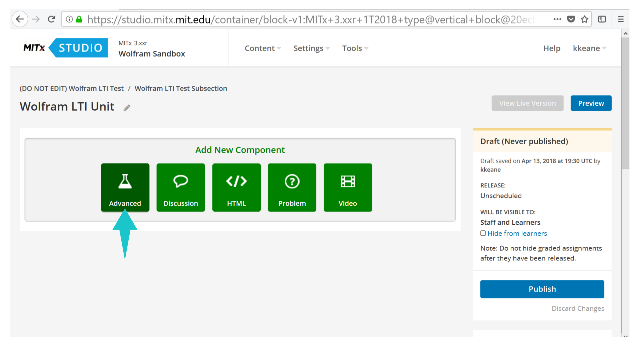 https://studio.mitx.mit.edu/container/block-v1:MITx+3.xxr+1T2018+type@vertical+block@20ec
MITx STUDIO
MITx 3.xxr
Wolfram Sandbox
Content Settings Tools
Help kkeane
(DO NOT EDIT) Wolfram LTI Test / Wolfram LTI Test Subsection
Wolfram LTI Unit
View Live Version Preview
Add New Component
Advanced Discussion HTML Problem Video
Draft (Never published)
Draft saved on Apr 13, 2018 at 19:30 UTC by
kkeane
RELEASE:
Unscheduled
WILL BE VISIBLE TO:
Staff and Learners
Hide from learners
Note: Do not hide graded assignments
after they have been released.
Publish
Discard Changes